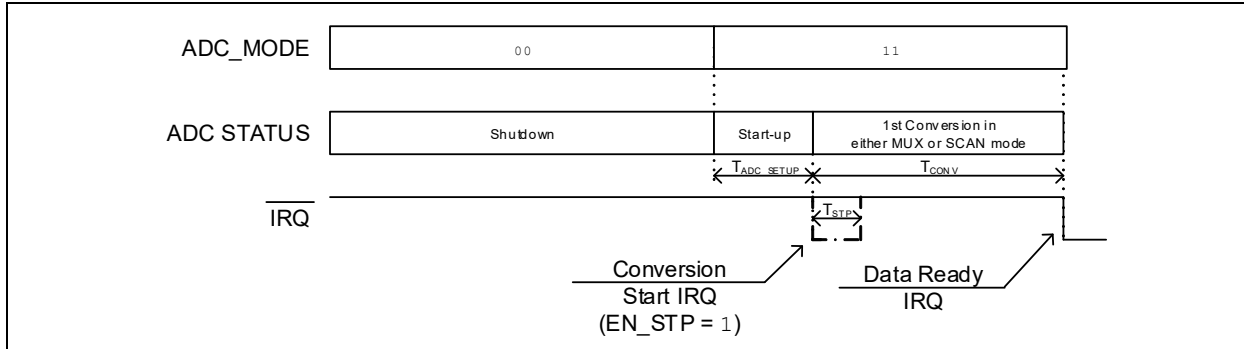 ADC_MODE
00
11
ADC STATUS
Shutdown
Start-up
1st Conversion in
either MUX or SCAN mode
TADC_SETUP
TCONV
IRQ
TSTP
Conversion
Start IRQ
(EN_STP = 1)
Data Ready
IRQ